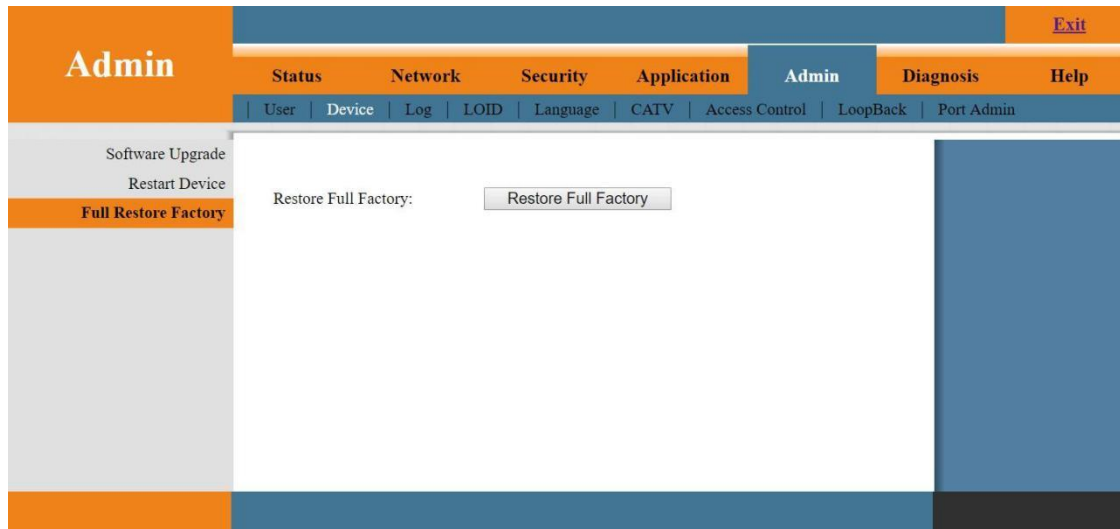 Exit
Admin
Status Network Security Application Admin Diagnosis Help
| User | Device | Log | LOID | Language | CATV | Access Control | LoopBack | Port Admin
Software Upgrade
Restart Device
Full Restore Factory
Restore Full Factory: Restore Full Factory